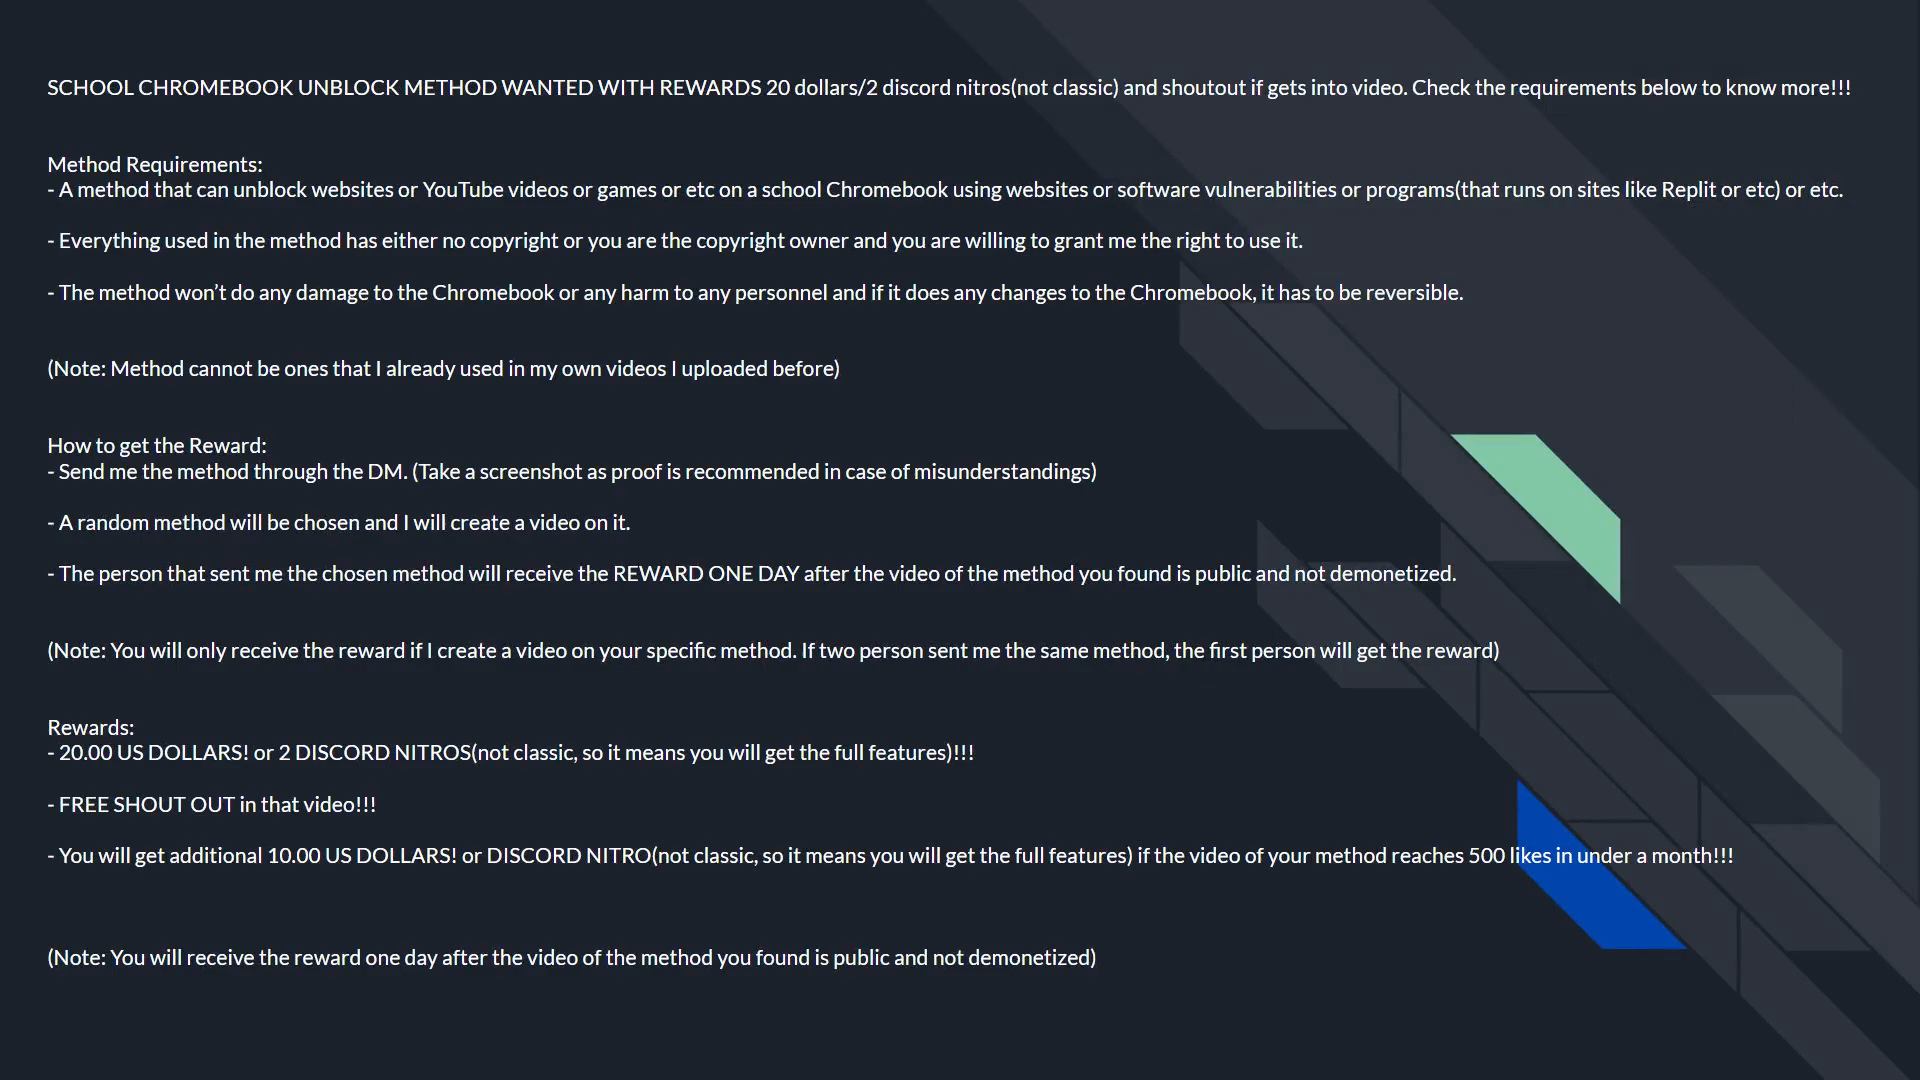 SCHOOL CHROMEBOOK UNBLOCK METHOD WANTED WITH REWARDS 20 dollars/2 discord nitros(not classic) and shoutout if gets into video. Check the requirements below to know more!!!
Method Requirements:
- A method that can unblock websites or YouTube videos or games or etc on a school Chromebook using websites or software vulnerabilities or programs(that runs on sites like Replit or etc) or etc.
- Everything used in the method has either no copyright or you are the copyright owner and you are willing to grant me the right to use it.
- The method won’t do any damage to the Chromebook or any harm to any personnel and if it does any changes to the Chromebook, it has to be reversible.
(Note: Method cannot be ones that I already used in my own videos I uploaded before)
How to get the Reward:
- Send me the method through the DM. (Take a screenshot as proof is recommended in case of misunderstandings)
- A random method will be chosen and I will create a video on it.
- The person that sent me the chosen method will receive the REWARD ONE DAY after the video of the method you found is public and not demonetized.
(Note: You will only receive the reward if I create a video on your specific method. If two person sent me the same method, the first person will get the reward)
Rewards:
- 20.00 US DOLLARS! or 2 DISCORD NITROS(not classic, so it means you will get the full features)!!!
- FREE SHOUT OUT in that video!!!
- You will get additional 10.00 US DOLLARS! or DISCORD NITRO(not classic, so it means you will get the full features) if the video of your method reaches 500 likes in under a month!!!
(Note: You will receive the reward one day after the video of the method you found is public and not demonetized)